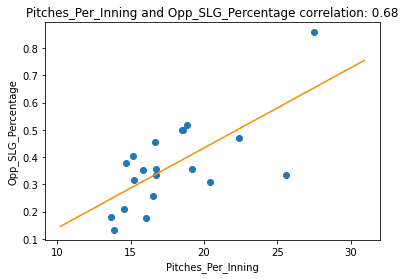 Pitches_Per_Inning and Opp_SLG_Percentage correlation: 0.68
0.8
0.7
0.6
0.5
0.4
0.3
0.2
0.1
Opp_SLG_Percentage
10 15 20 25 30
Pitches_Per_Inning